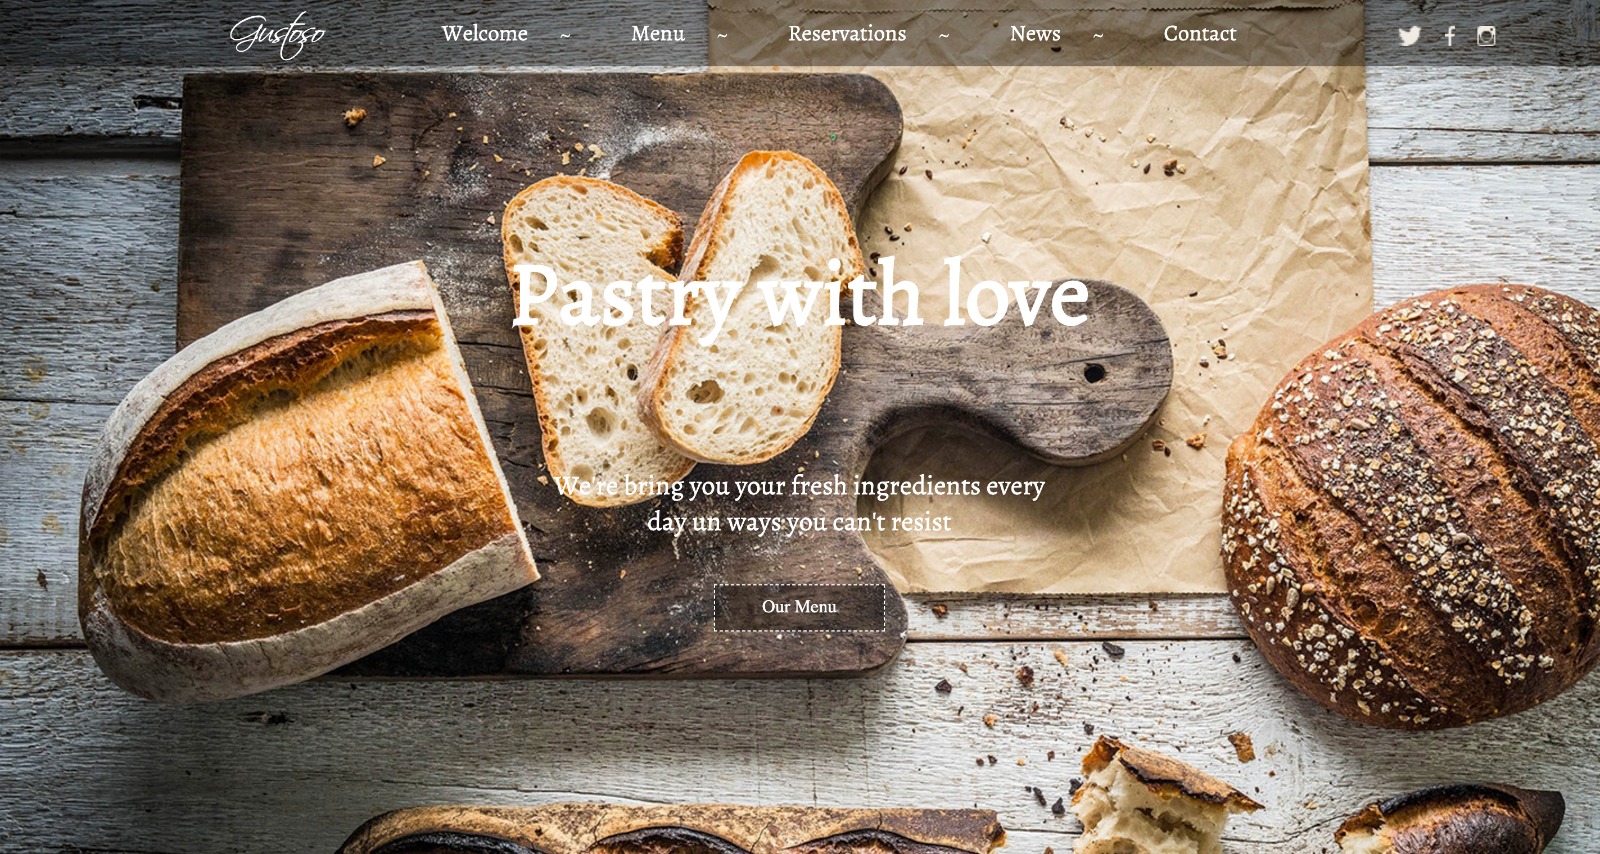 Gustoso
Welcome ~ Menu ~ Reservations ~ News ~ Contact
Pastry with love
We're bring you your fresh ingredients every
day un ways you can't resist
Our Menu